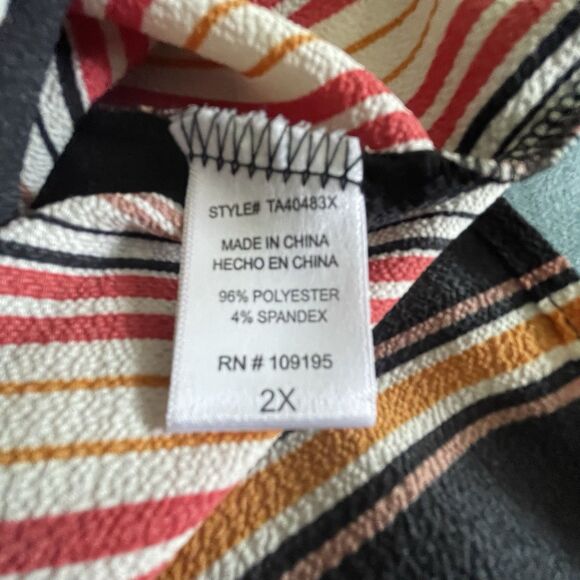 STYLE# TA40483X
MADE IN CHINA
HECHO EN CHINA
96% POLYESTER
4% SPANDEX
RN # 109195
2X